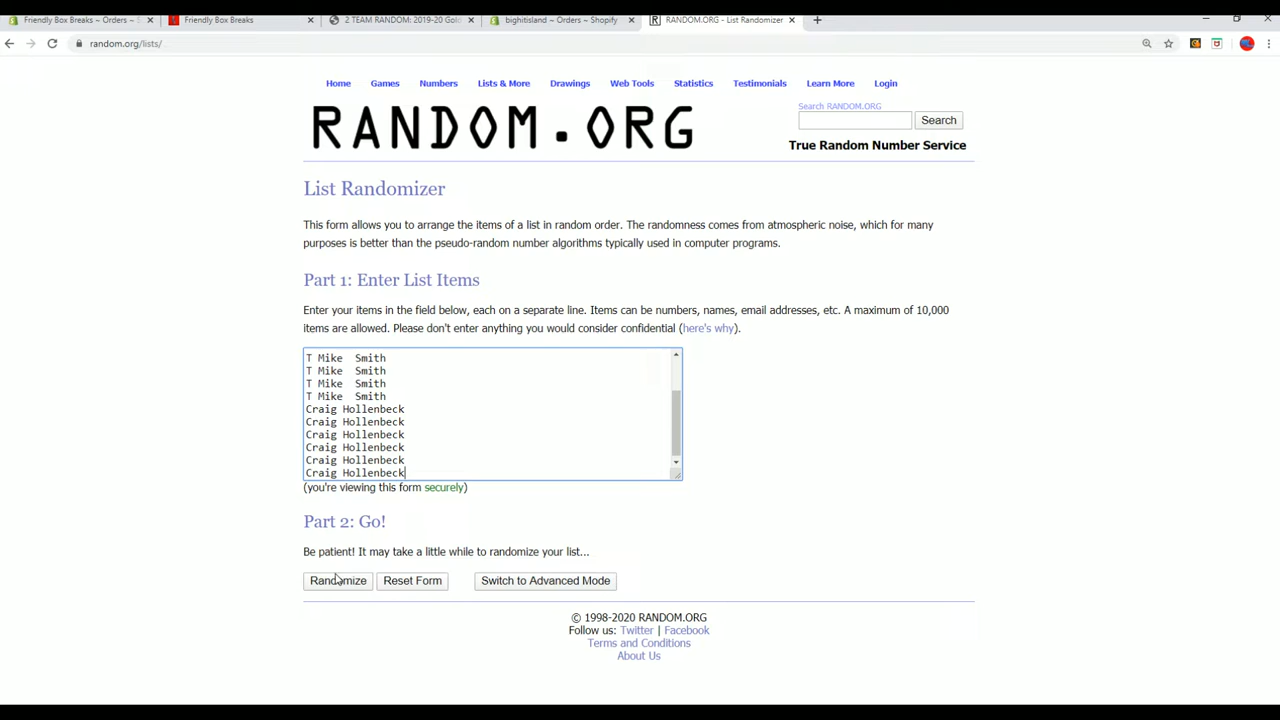 Friendly Box Breaks ~ Orders ~ S
Friendly Box Breaks
2 TEAM RANDOM: 2019-20 Gol
bighitisland ~ Orders ~ Shopify
RANDOM.ORG - List Randomizer
random.org/lists/
Home Games Numbers Lists & More Drawings Web Tools Statistics Testimonials Learn More Login
RANDOM.ORG
Search RANDOM.ORG
Search
True Random Number Service
List Randomizer
This form allows you to arrange the items of a list in random order. The randomness comes from atmospheric noise, which for many
purposes is better than the pseudo-random number algorithms typically used in computer programs.
Part 1: Enter List Items
Enter your items in the field below, each on a separate line. Items can be numbers, names, email addresses, etc. A maximum of 10,000
items are allowed. Please don't enter anything you would consider confidential (here's why).
T Mike  Smith
T Mike  Smith
T Mike  Smith
T Mike  Smith
Craig Hollenbeck
Craig Hollenbeck
Craig Hollenbeck
Craig Hollenbeck
Craig Hollenbeck
Craig Hollenbeck
(you're viewing this form securely)
Part 2: Go!
Be patient! It may take a little while to randomize your list...
Randomize Reset Form Switch to Advanced Mode
© 1998-2020 RANDOM.ORG
Follow us: Twitter | Facebook
Terms and Conditions
About Us